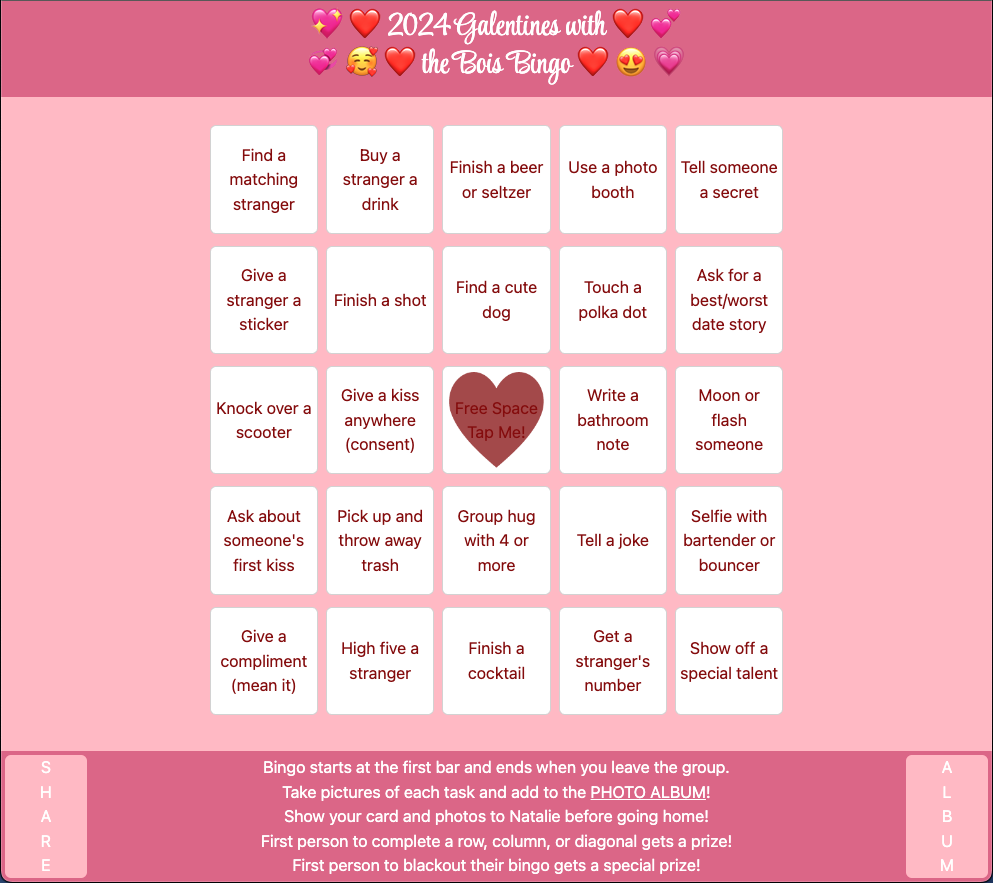 💖 ❤️ 2024 Galentines with ❤️ 💕
💞 🥰 ❤️ the Bois Bingo ❤️ 😍 💗
Find a
matching
stranger
Buy a
stranger a
drink
Finish a beer
or seltzer
Use a photo
booth
Tell someone
a secret
Give a
stranger a
sticker
Finish a shot
Find a cute
dog
Touch a
polka dot
Ask for a
best/worst
date story
Knock over a
scooter
Give a kiss
anywhere
(consent)
Free Space
Tap Me!
Write a
bathroom
note
Moon or
flash
someone
Ask about
someone's
first kiss
Pick up and
throw away
trash
Group hug
with 4 or
more
Tell a joke
Selfie with
bartender or
bouncer
Give a
compliment
(mean it)
High five a
stranger
Finish a
cocktail
Get a
stranger's
number
Show off a
special talent
S
H
A
R
E
Bingo starts at the first bar and ends when you leave the group.
Take pictures of each task and add to the PHOTO ALBUM!
Show your card and photos to Natalie before going home!
First person to complete a row, column, or diagonal gets a prize!
First person to blackout their bingo gets a special prize!
A
L
B
U
M